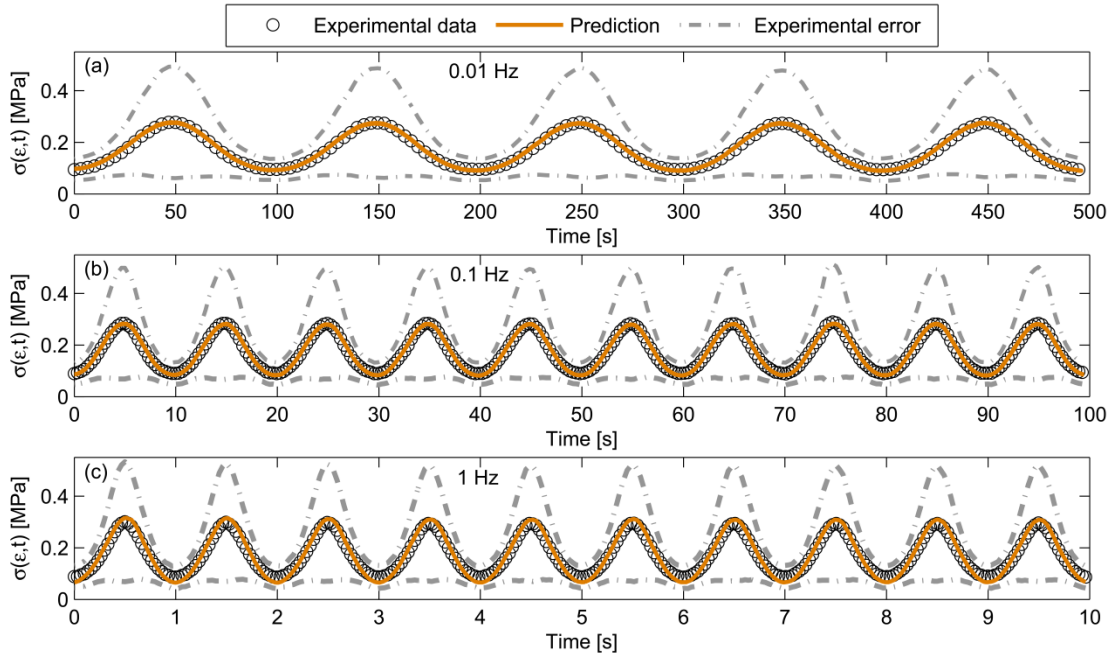 Experimental data Prediction Experimental error
(a) 0.01 Hz
σ(ε,t) [MPa]
0.4
0.2
0
0 50 100 150 200 250 300 350 400 450 500
Time [s]
(b) 0.1 Hz
σ(ε,t) [MPa]
0.4
0.2
0
0 10 20 30 40 50 60 70 80 90 100
Time [s]
(c) 1 Hz
σ(ε,t) [MPa]
0.4
0.2
0
0 1 2 3 4 5 6 7 8 9 10
Time [s]